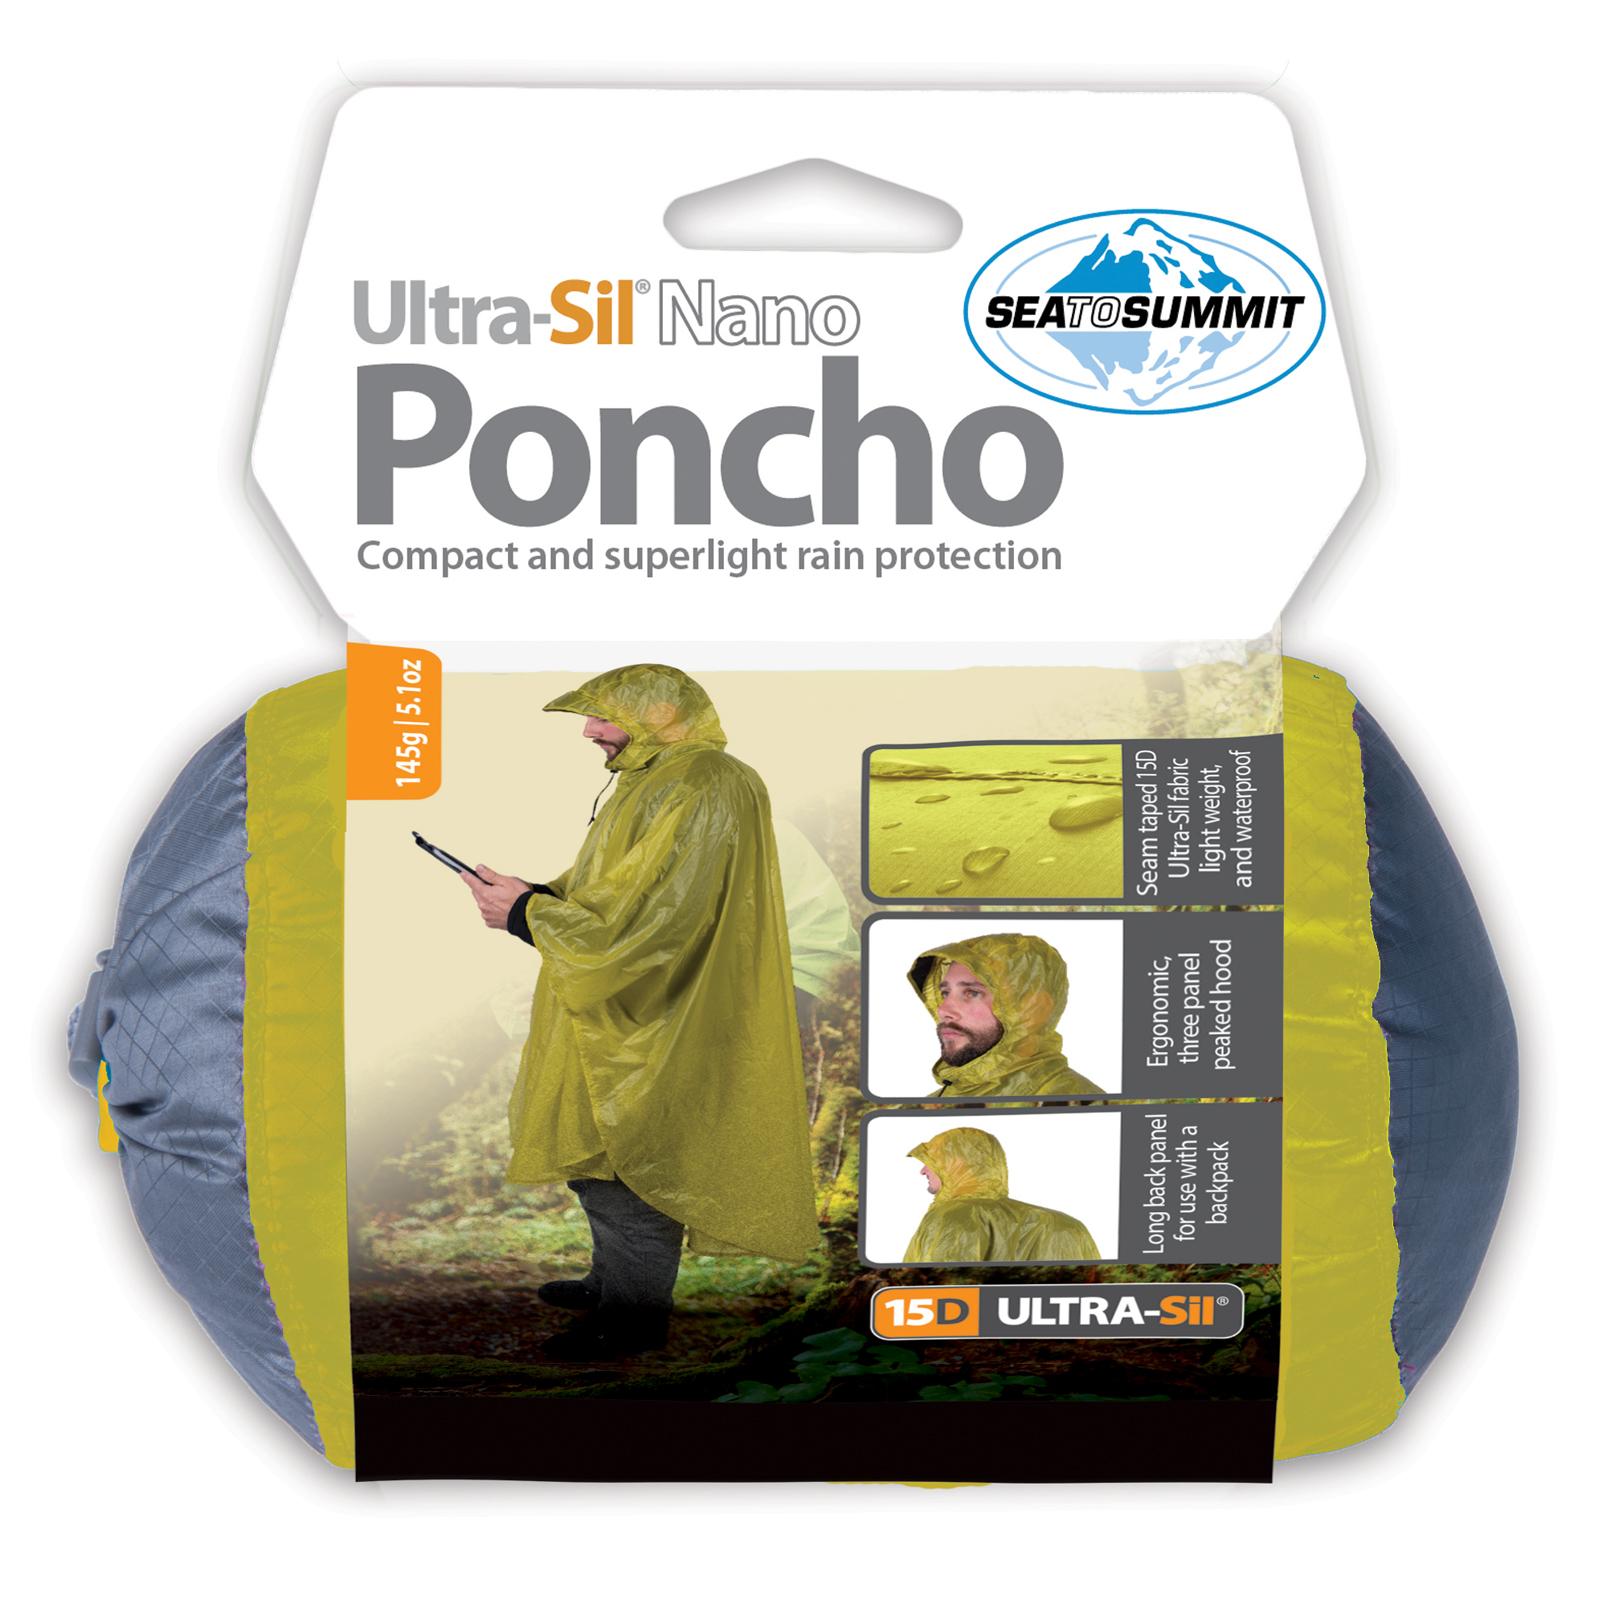 Ultra-Sil® Nano
Poncho
Compact and superlight rain protection
SEATOSUMMIT
145g | 5.1oz
Seam taped 15D
Ultra-Sil fabric
light weight,
and waterproof
Ergonomic,
three panel
peaked hood
Long back panel
for use with a
backpack
15D ULTRA-Sil®